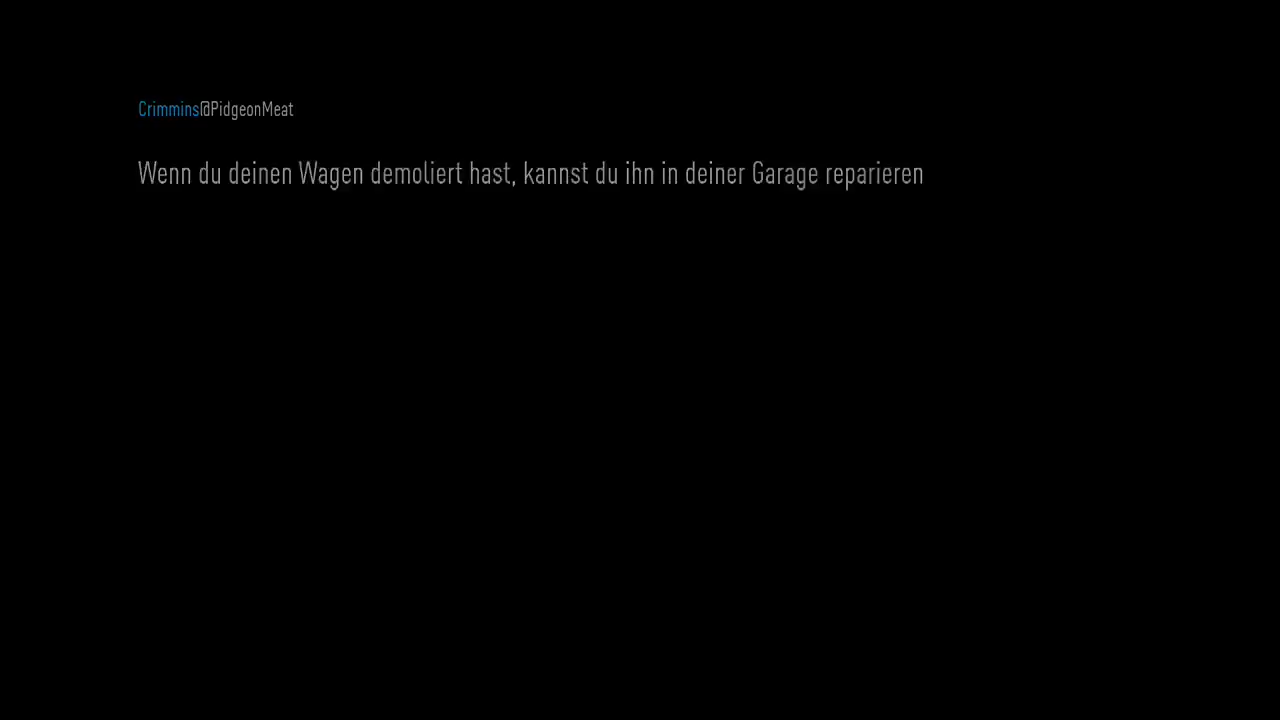 Crimmins@PidgeonMeat
Wenn du deinen Wagen demoliert hast, kannst du ihn in deiner Garage reparieren